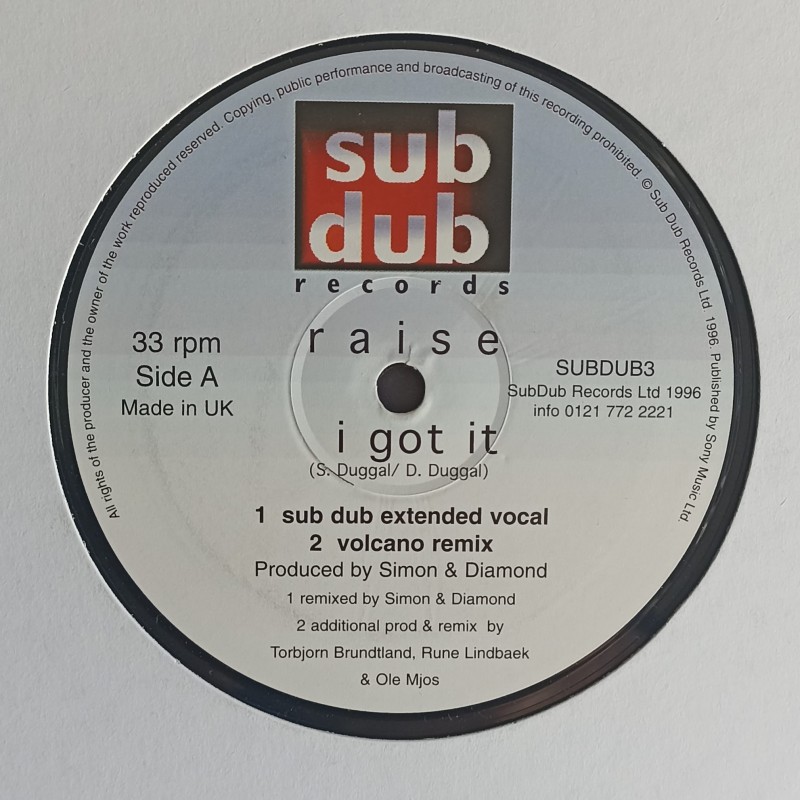 All rights of the producer and the owner of the work reproduced reserved. Copying, public performance and broadcasting of this recording prohibited. © Sub Dub Records Ltd 1996. Published by Sony Music Ltd.
sub
dub
records
raise
33 rpm
Side A
Made in UK
SUBDUB3
SubDub Records Ltd 1996
info 0121 772 2221
i got it
(S. Duggal/ D. Duggal)
1 sub dub extended vocal
2 volcano remix
Produced by Simon & Diamond
1 remixed by Simon & Diamond
2 additional prod & remix by
Torbjorn Brundtland, Rune Lindbaek
& Ole Mjos